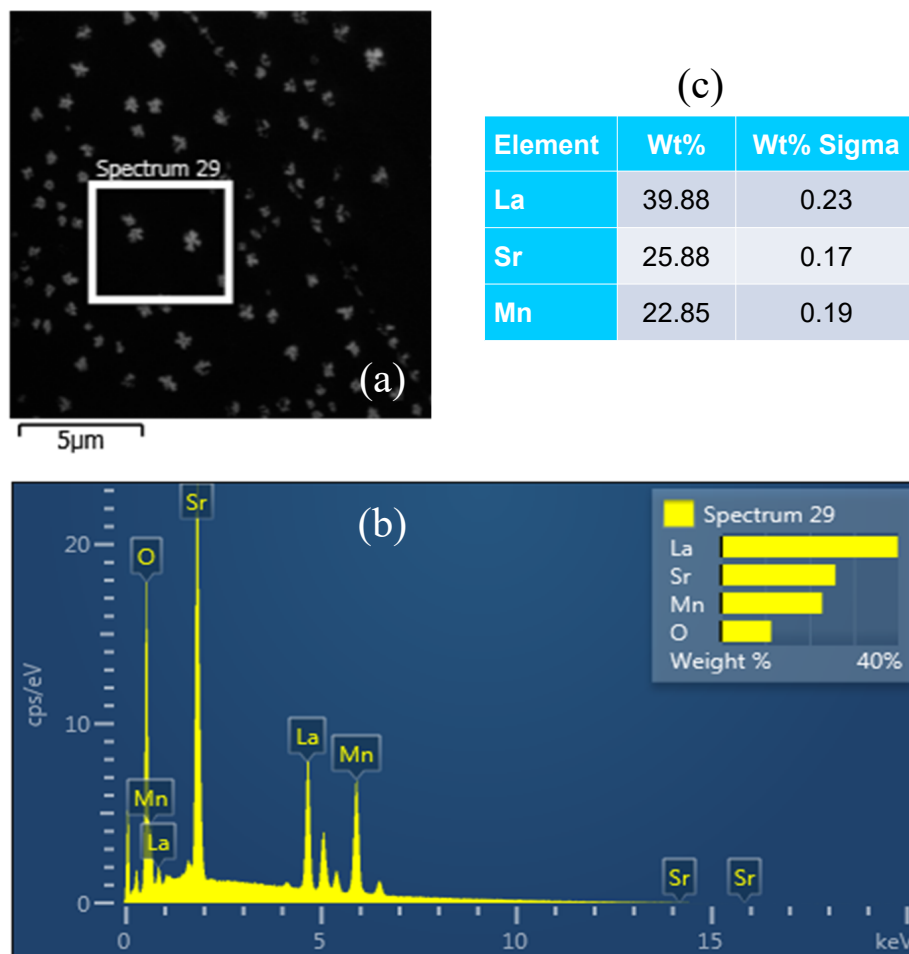 Spectrum 29
(a)
5µm
(c)
Element Wt% Wt% Sigma
La 39.88 0.23
Sr 25.88 0.17
Mn 22.85 0.19
(b)
Spectrum 29
La
Sr
Mn
O
Weight % 40%
cps/eV
20
10
0
Sr
O
Mn
La
La
Mn
Sr
Sr
0 5 10 15 keV